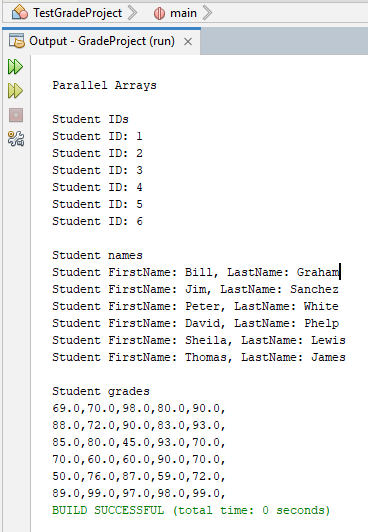 TestGradeProject main
Output - GradeProject (run) ×
Parallel Arrays
Student IDs
Student ID: 1
Student ID: 2
Student ID: 3
Student ID: 4
Student ID: 5
Student ID: 6
Student names
Student FirstName: Bill, LastName: Graham
Student FirstName: Jim, LastName: Sanchez
Student FirstName: Peter, LastName: White
Student FirstName: David, LastName: Phelp
Student FirstName: Sheila, LastName: Lewis
Student FirstName: Thomas, LastName: James
Student grades
69.0,70.0,98.0,80.0,90.0,
88.0,72.0,90.0,83.0,93.0,
85.0,80.0,45.0,93.0,70.0,
70.0,60.0,60.0,90.0,70.0,
50.0,76.0,87.0,59.0,72.0,
89.0,99.0,97.0,98.0,99.0,
BUILD SUCCESSFUL (total time: 0 seconds)